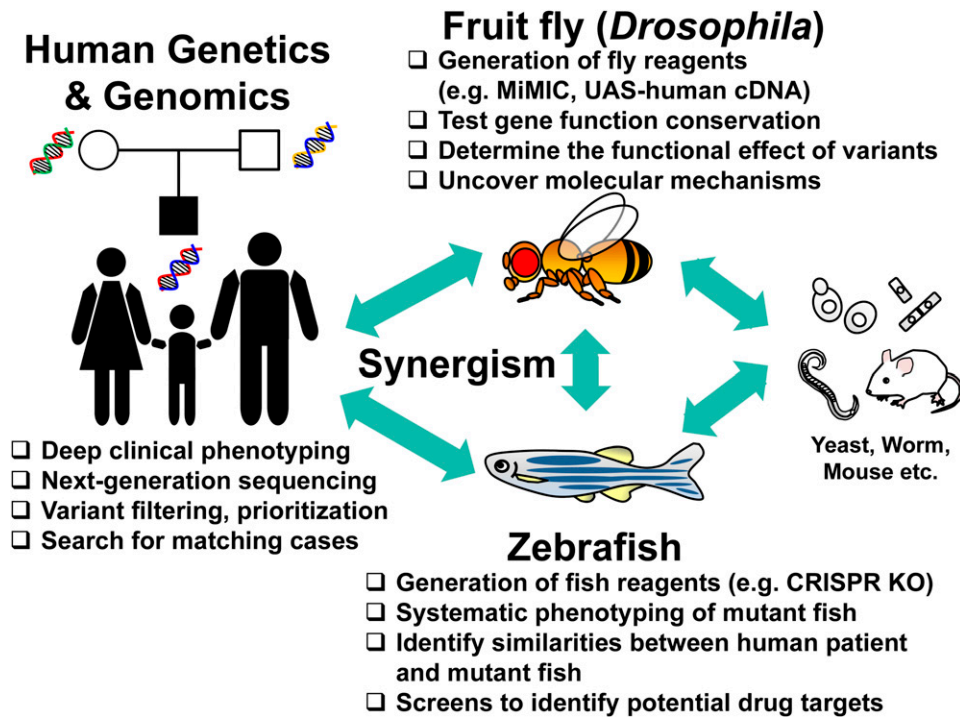 Human Genetics
& Genomics
Fruit fly (Drosophila)
❑ Generation of fly reagents
(e.g. MiMIC, UAS-human cDNA)
❑ Test gene function conservation
❑ Determine the functional effect of variants
❑ Uncover molecular mechanisms
Synergism
Yeast, Worm,
Mouse etc.
❑ Deep clinical phenotyping
❑ Next-generation sequencing
❑ Variant filtering, prioritization
❑ Search for matching cases
Zebrafish
❑ Generation of fish reagents (e.g. CRISPR KO)
❑ Systematic phenotyping of mutant fish
❑ Identify similarities between human patient
and mutant fish
❑ Screens to identify potential drug targets